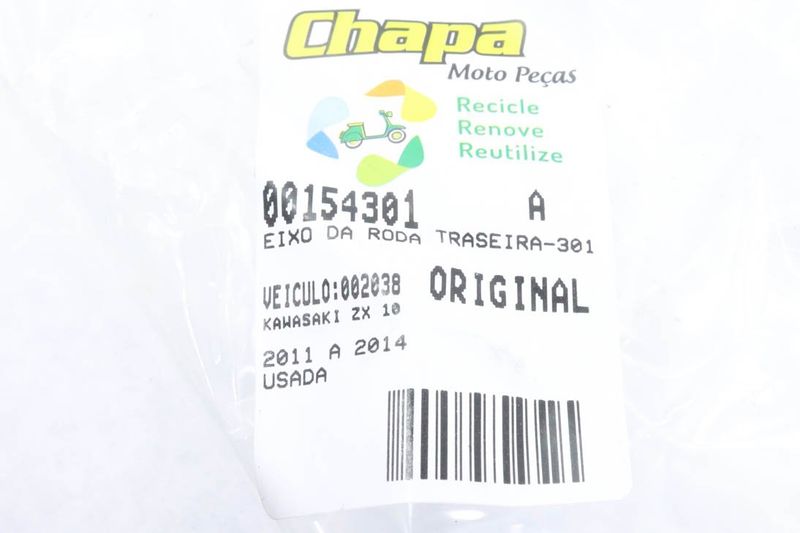 Chapa
Moto Peças
Recicle
Renove
Reutilize
00154301 A
EIXO DA RODA TRASEIRA-301
VEICULO:002038 ORIGINAL
KAWASAKI ZX 10
2011 A 2014
USADA